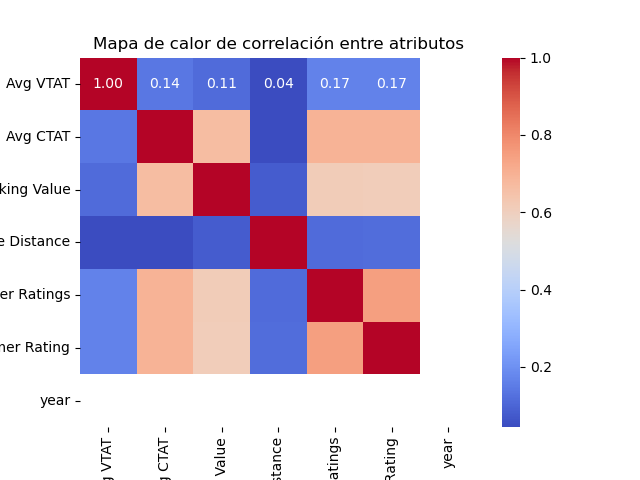 Mapa de calor de correlación entre atributos
Avg VTAT
1.00 0.14 0.11 0.04 0.17 0.17
Avg CTAT
king Value
e Distance
er Ratings
mer Rating
year
g VTAT
g CTAT
Value
stance
atings
Rating
year
1.0
0.8
0.6
0.4
0.2